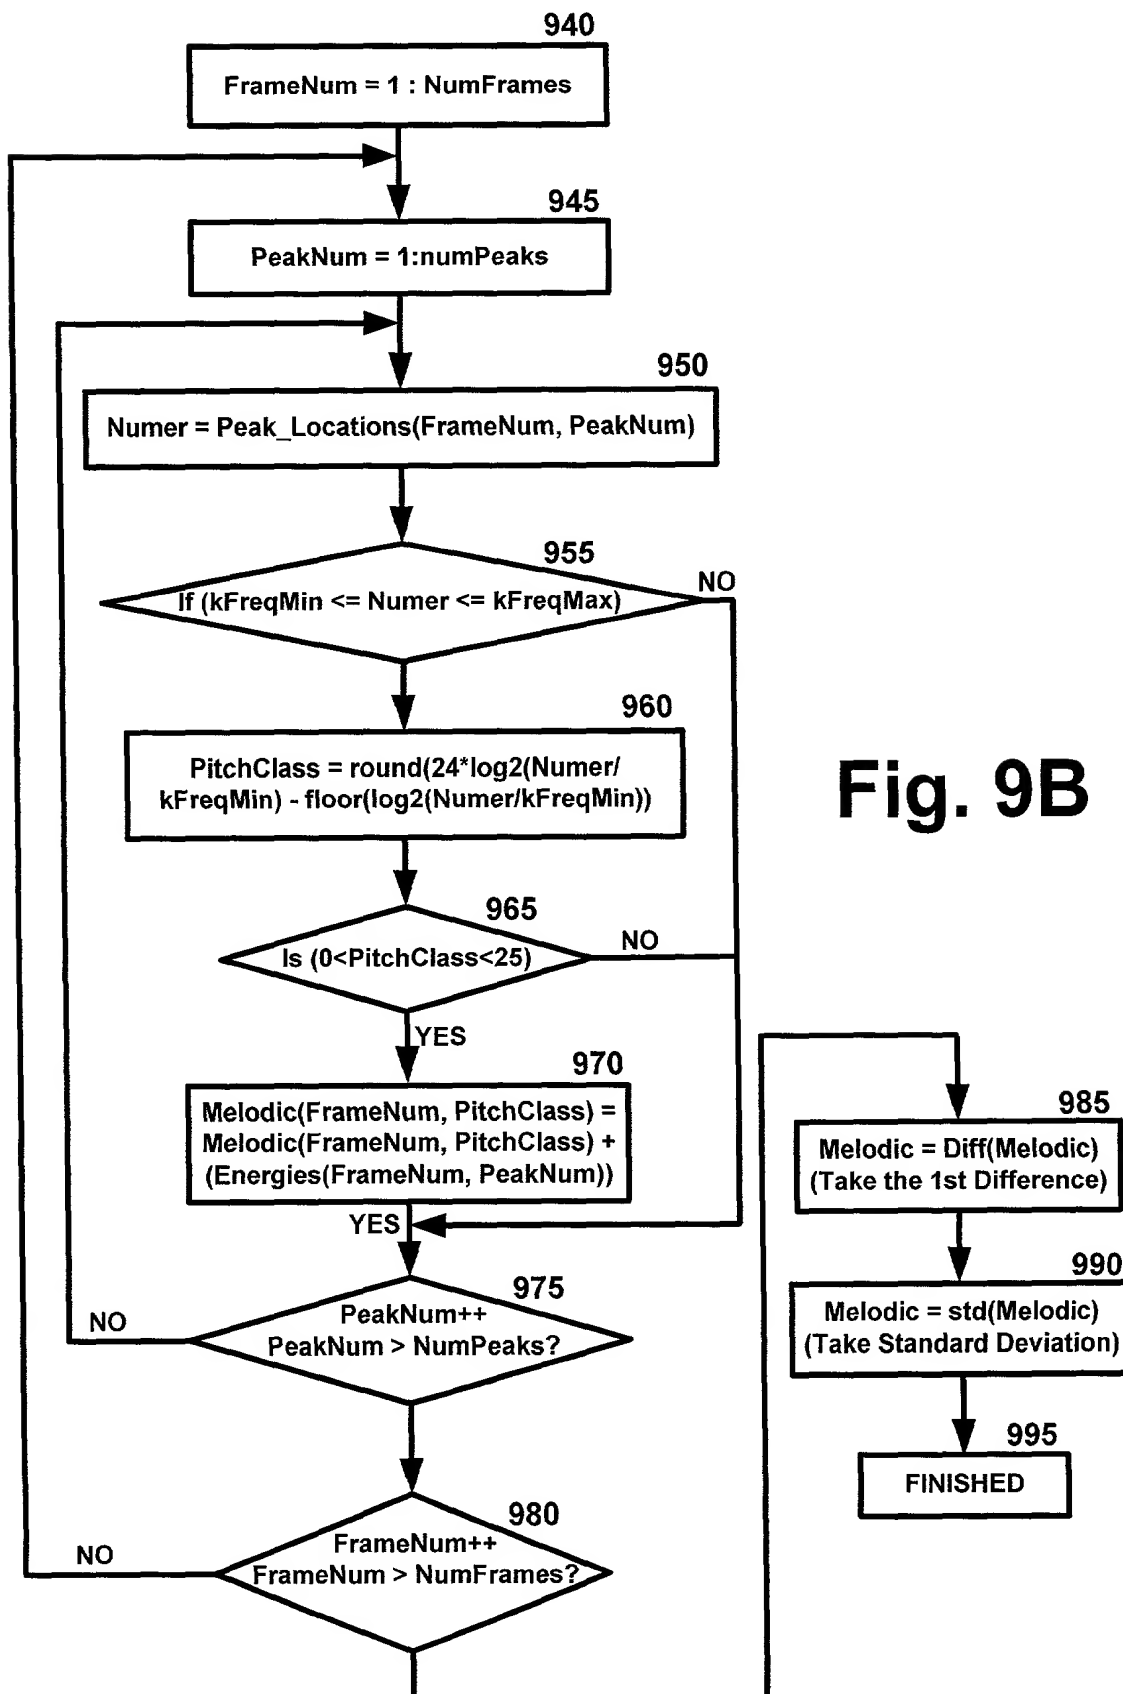 940
FrameNum = 1 : NumFrames
945
PeakNum = 1:numPeaks
950
Numer = Peak_Locations(FrameNum, PeakNum)
955
If (kFreqMin <= Numer <= kFreqMax)
NO
960
PitchClass = round(24*log2(Numer/
kFreqMin) - floor(log2(Numer/kFreqMin))
Fig. 9B
965
Is (0<PitchClass<25)
NO
YES
970
Melodic(FrameNum, PitchClass) =
Melodic(FrameNum, PitchClass) +
(Energies(FrameNum, PeakNum))
YES
975
PeakNum++
PeakNum > NumPeaks?
NO
980
FrameNum++
FrameNum > NumFrames?
NO
985
Melodic = Diff(Melodic)
(Take the 1st Difference)
990
Melodic = std(Melodic)
(Take Standard Deviation)
995
FINISHED